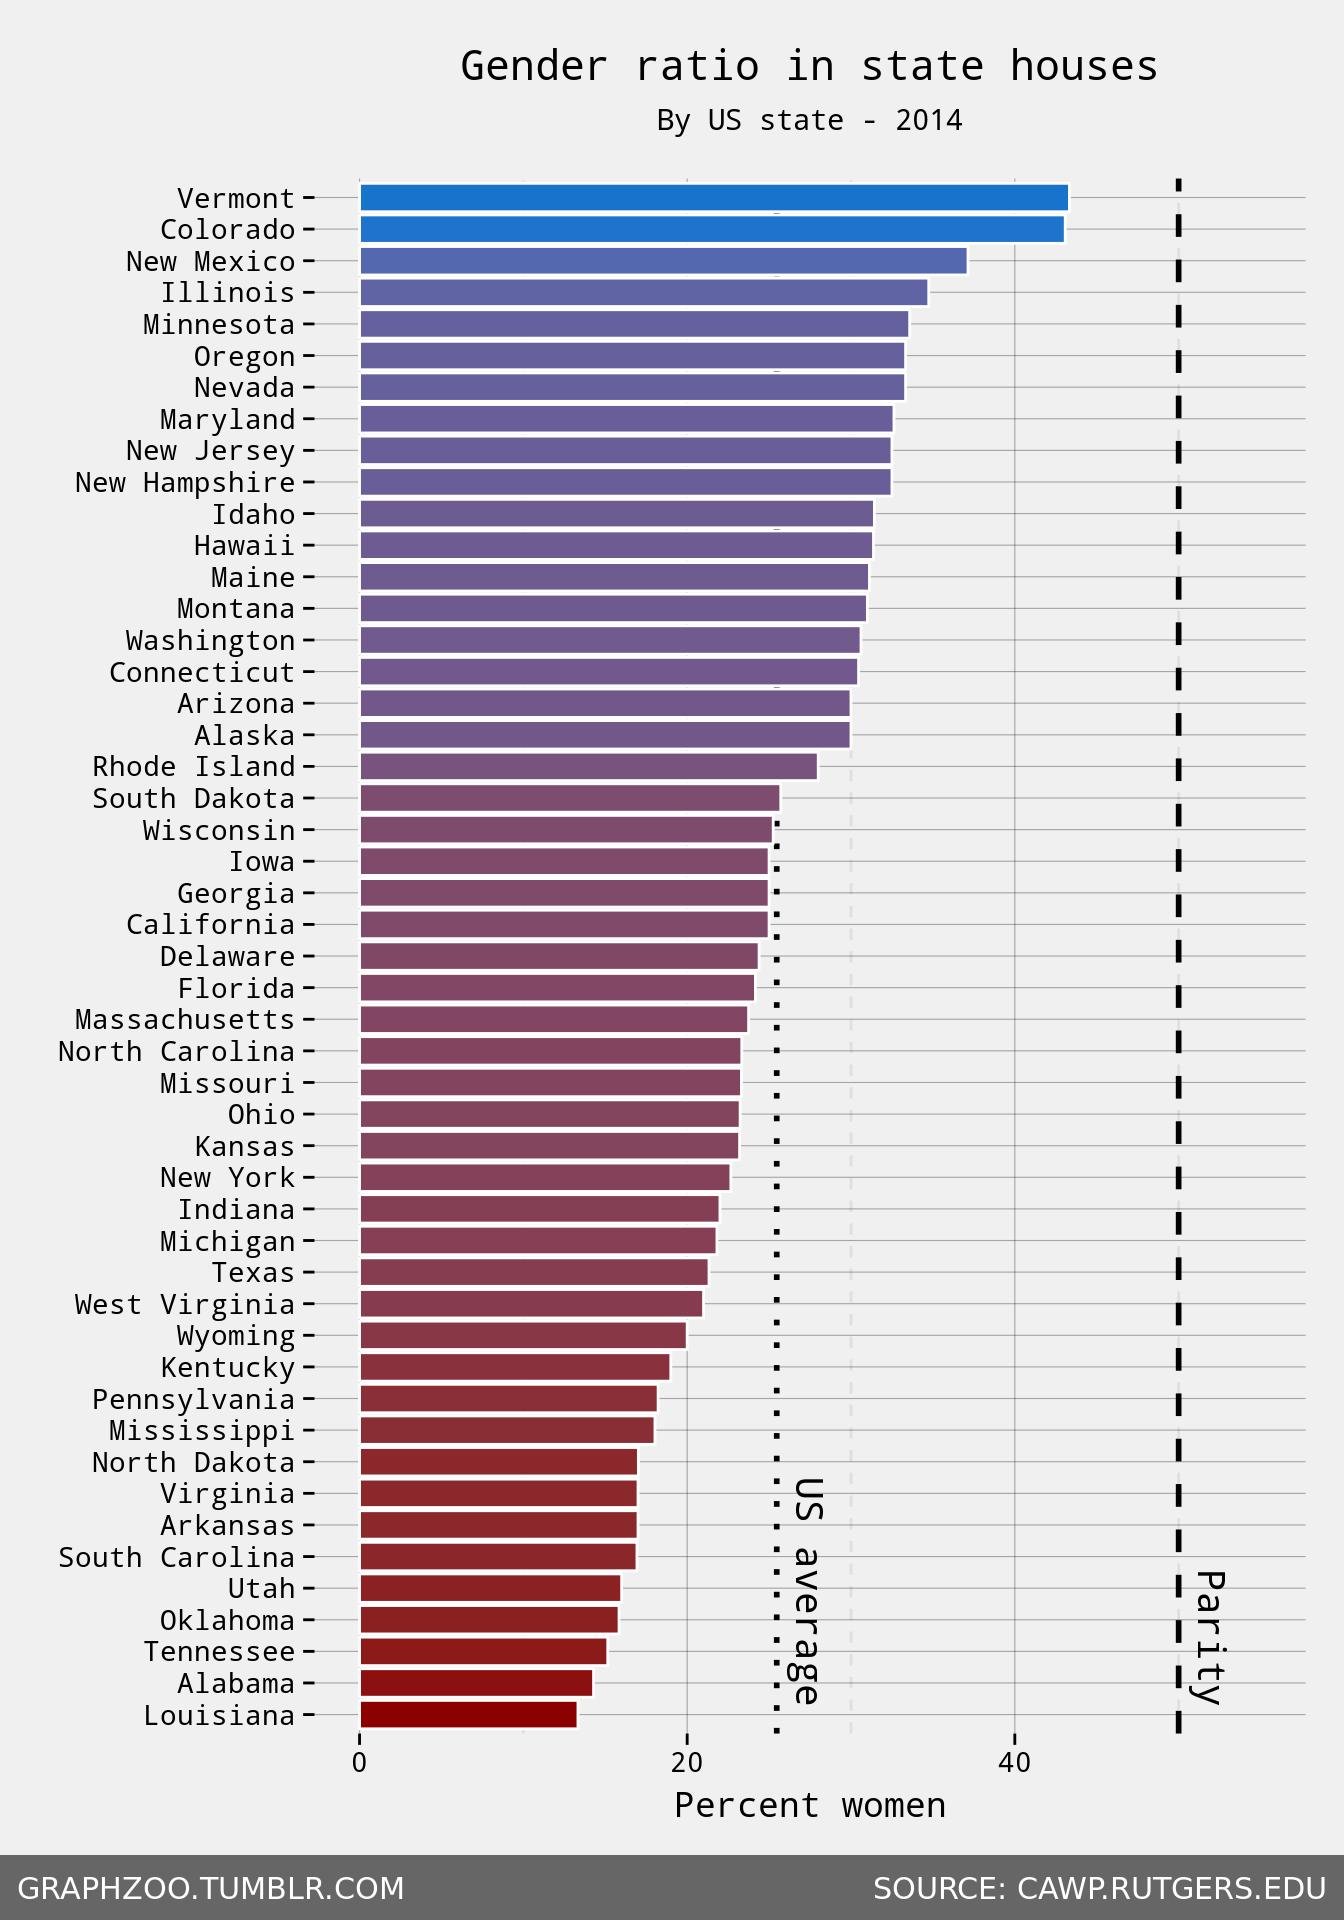 Gender ratio in state houses
By US state - 2014
Vermont
Colorado
New Mexico
Illinois
Minnesota
Oregon
Nevada
Maryland
New Jersey
New Hampshire
Idaho
Hawaii
Maine
Montana
Washington
Connecticut
Arizona
Alaska
Rhode Island
South Dakota
Wisconsin
Iowa
Georgia
California
Delaware
Florida
Massachusetts
North Carolina
Missouri
Ohio
Kansas
New York
Indiana
Michigan
Texas
West Virginia
Wyoming
Kentucky
Pennsylvania
Mississippi
North Dakota
Virginia
Arkansas
South Carolina
Utah
Oklahoma
Tennessee
Alabama
Louisiana
US average
Parity
0 20 40
Percent women
GRAPHZOO.TUMBLR.COM
SOURCE: CAWP.RUTGERS.EDU